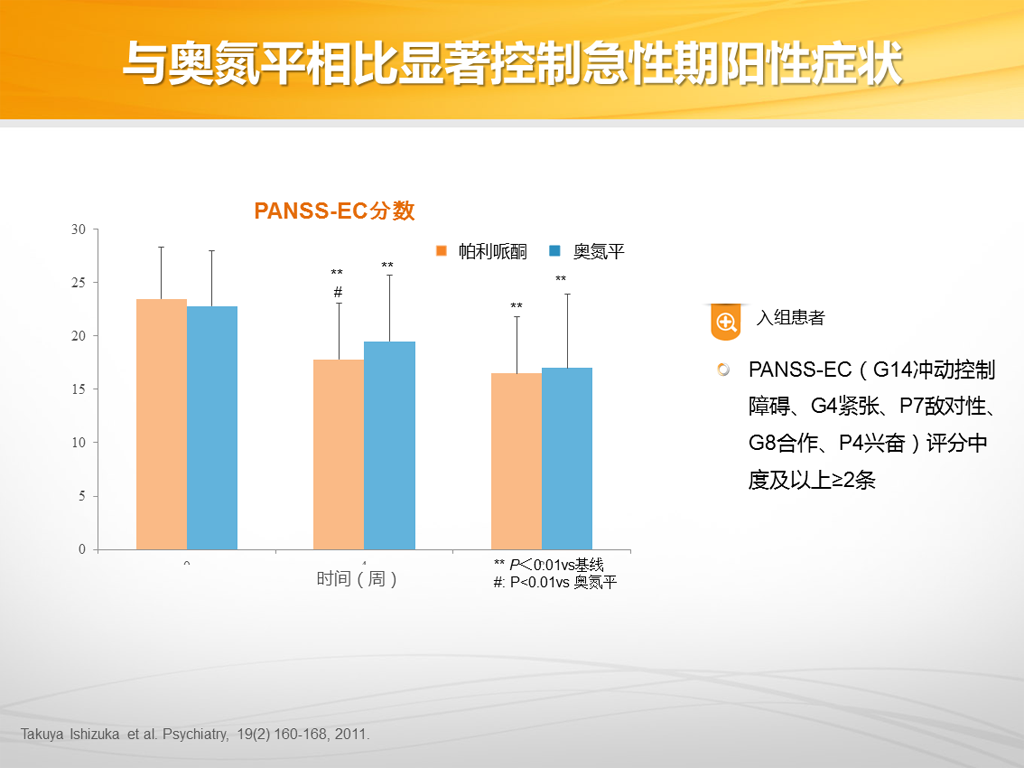 与奥氮平相比显著控制急性期阳性症状
PANSS-EC分数
帕利哌酮
奥氮平
30
25
20
15
10
5
0
**
#
**
**
**
时间（周）
** P＜0.01vs基线
#: P<0.01vs 奥氮平
入组患者
PANSS-EC（G14冲动控制
障碍、G4紧张、P7敌对性、
G8合作、P4兴奋）评分中
度及以上≥2条
Takuya Ishizuka et al. Psychiatry, 19(2) 160-168, 2011.